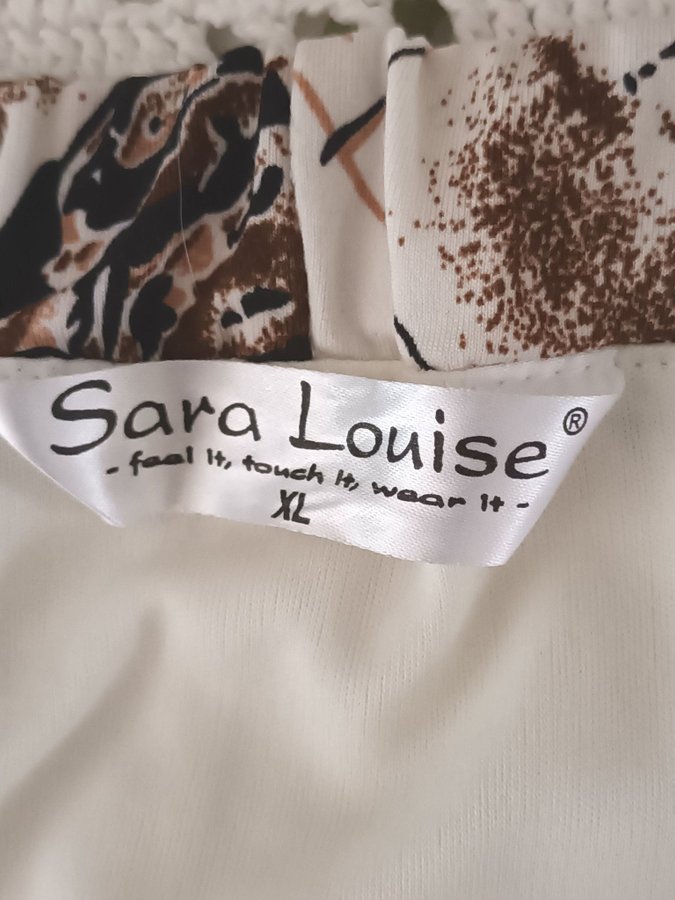 Sara Louise®
- feel it, touch it, wear it -
XL